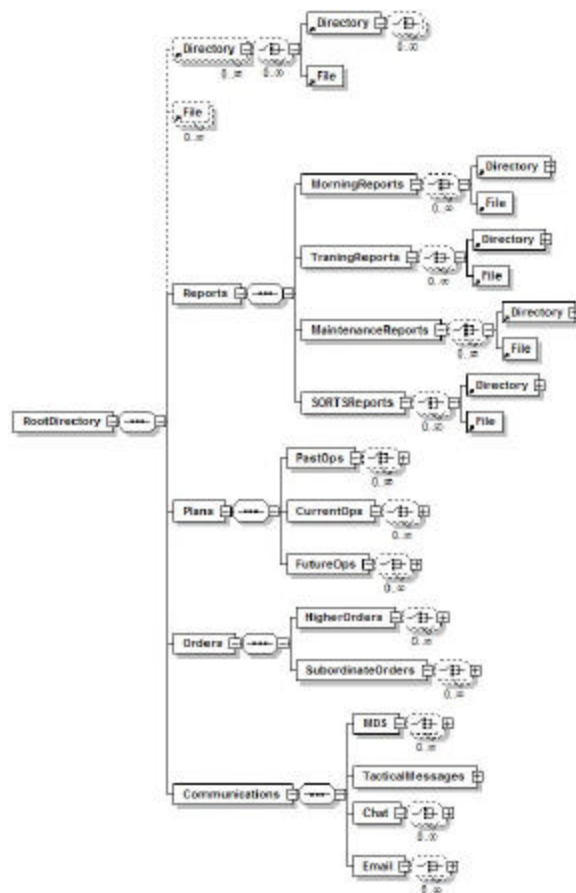 Directory
0..∞
0..∞
Directory
0..∞
File
File
0..∞
RootDirectory
Reports
MorningReports
0..∞
Directory
File
TraningReports
0..∞
Directory
File
MaintenanceReports
0..∞
Directory
File
SORTSReports
0..∞
Directory
File
Plans
PastOps
0..∞
CurrentOps
0..∞
FutureOps
0..∞
Orders
HigherOrders
0..∞
SubordinateOrders
0..∞
Communications
MDS
0..∞
TacticalMessages
Chat
0..∞
Email
0..∞